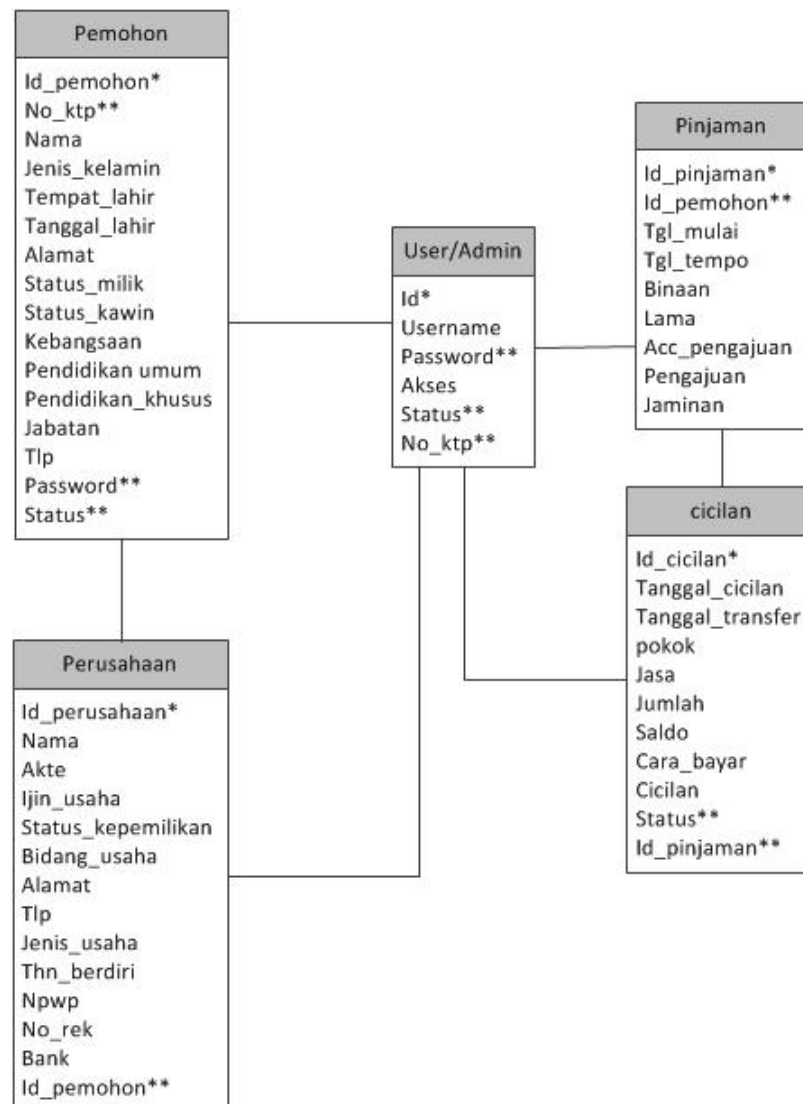 Pemohon
Id_pemohon*
No_ktp**
Nama
Jenis_kelamin
Tempat_lahir
Tanggal_lahir
Alamat
Status_milik
Status_kawin
Kebangsaan
Pendidikan umum
Pendidikan_khusus
Jabatan
Tlp
Password**
Status**
Perusahaan
Id_perusahaan*
Nama
Akte
Ijin_usaha
Status_kepemilikan
Bidang_usaha
Alamat
Tlp
Jenis_usaha
Thn_berdiri
Npwp
No_rek
Bank
Id_pemohon**
User/Admin
Id*
Username
Password**
Akses
Status**
No_ktp**
Pinjaman
Id_pinjaman*
Id_pemohon**
Tgl_mulai
Tgl_tempo
Binaan
Lama
Acc_pengajuan
Pengajuan
Jaminan
cicilan
Id_cicilan*
Tanggal_cicilan
Tanggal_transfer
pokok
Jasa
Jumlah
Saldo
Cara_bayar
Cicilan
Status**
Id_pinjaman**